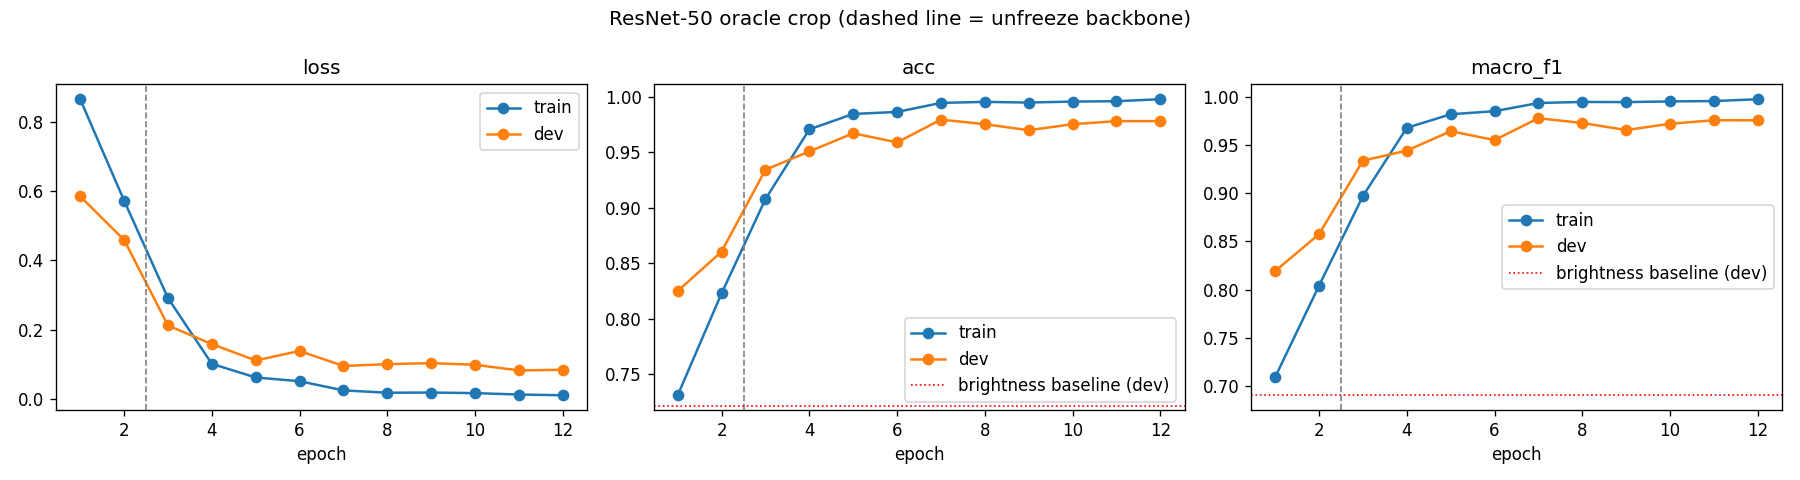 ResNet-50 oracle crop (dashed line = unfreeze backbone)
loss
0.8
0.6
0.4
0.2
0.0
2 4 6 8 10 12
epoch
train
dev
acc
1.00
0.95
0.90
0.85
0.80
0.75
2 4 6 8 10 12
epoch
train
dev
brightness baseline (dev)
macro_f1
1.00
0.95
0.90
0.85
0.80
0.75
0.70
2 4 6 8 10 12
epoch
train
dev
brightness baseline (dev)